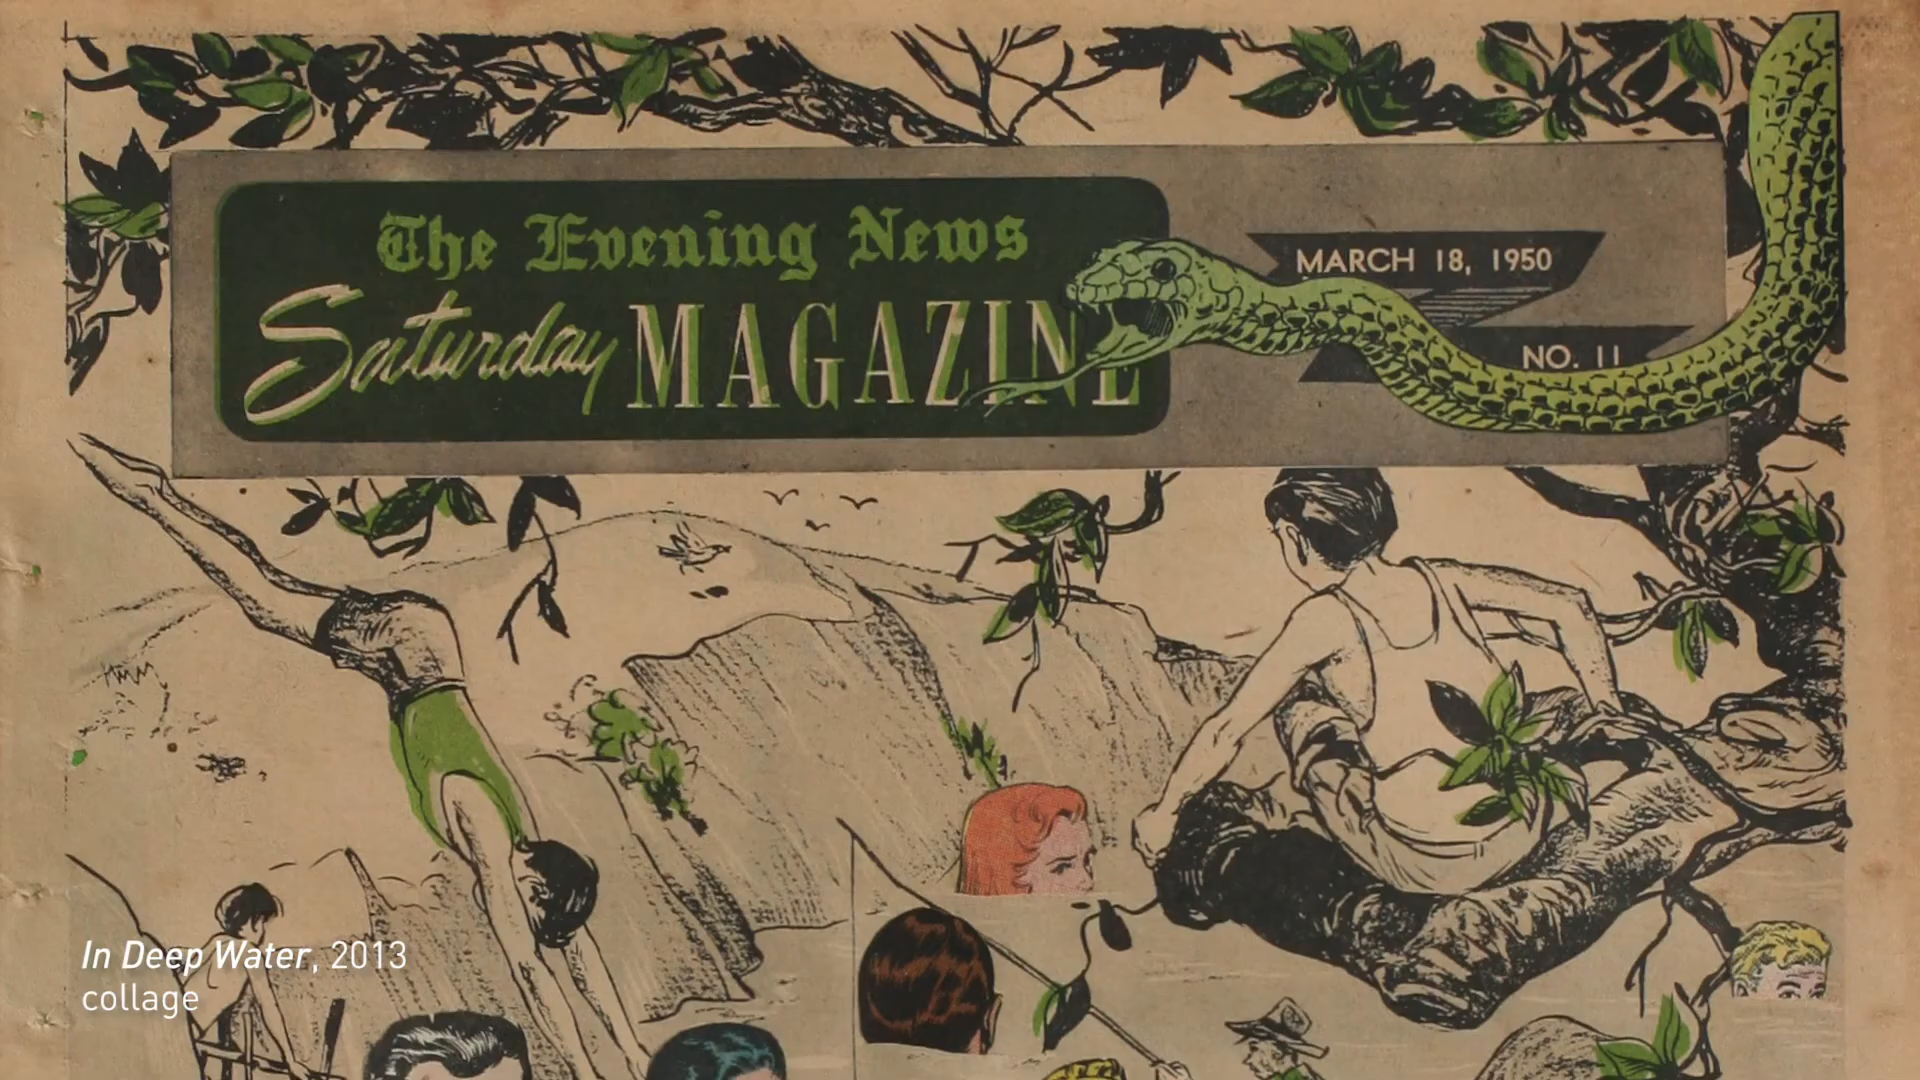 The Evening News
Saturday MAGAZINE
MARCH 18, 1950
NO. 11
In Deep Water, 2013
collage